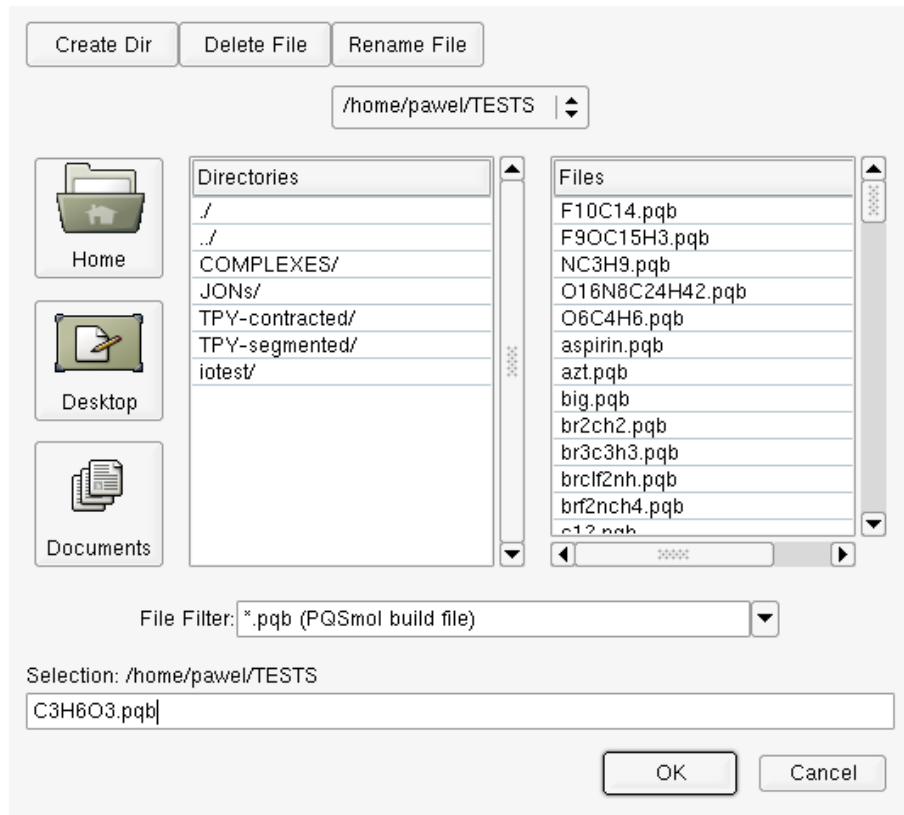 Create Dir Delete File Rename File
/home/pawel/TESTS
Home
Desktop
Documents
Directories
./
../
COMPLEXES/
JONs/
TPY-contracted/
TPY-segmented/
iotest/
Files
F10C14.pqb
F9OC15H3.pqb
NC3H9.pqb
O16N8C24H42.pqb
O6C4H6.pqb
aspirin.pqb
azt.pqb
big.pqb
br2ch2.pqb
br3c3h3.pqb
brclf2nh.pqb
brf2nch4.pqb
c12.pqb
File Filter: *.pqb (PQSmol build file)
Selection: /home/pawel/TESTS
C3H6O3.pqb
OK Cancel